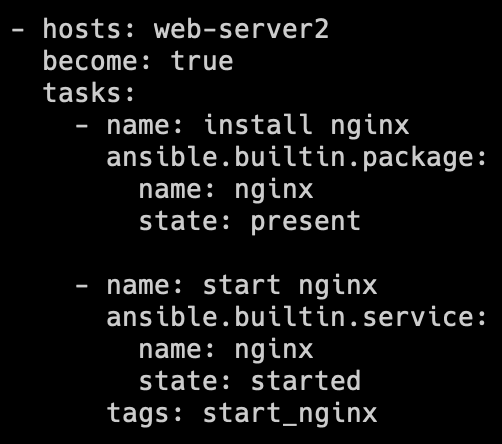 - hosts: web-server2
  become: true
  tasks:
    - name: install nginx
      ansible.builtin.package:
        name: nginx
        state: present

    - name: start nginx
      ansible.builtin.service:
        name: nginx
        state: started
      tags: start_nginx